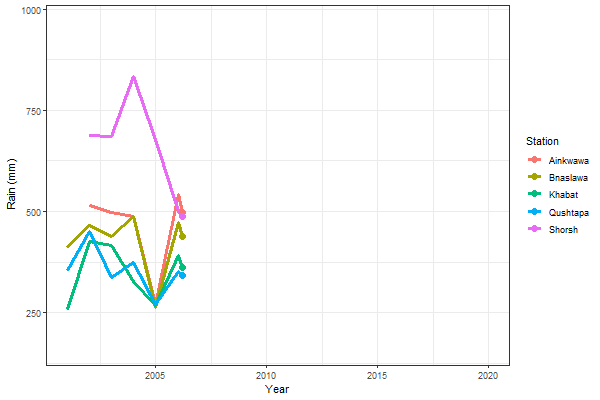 1000
750
500
250
Rain (mm)
2005
2010
2015
2020
Year
Station
Ainkwawa
Bnaslawa
Khabat
Qushtapa
Shorsh